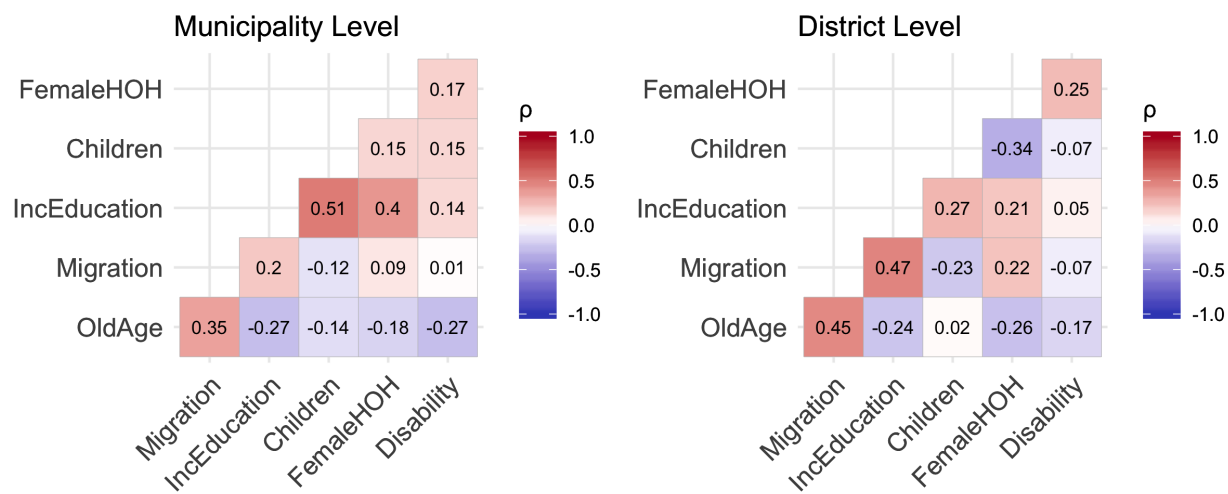 Municipality Level
FemaleHOH
Children
IncEducation
Migration
OldAge
0.17
0.15 0.15
0.51 0.4 0.14
0.2 -0.12 0.09 0.01
0.35 -0.27 -0.14 -0.18 -0.27
Migration
IncEducation
Children
FemaleHOH
Disability
ρ
1.0
0.5
0.0
-0.5
-1.0
District Level
FemaleHOH
Children
IncEducation
Migration
OldAge
0.25
-0.34 -0.07
0.27 0.21 0.05
0.47 -0.23 0.22 -0.07
0.45 -0.24 0.02 -0.26 -0.17
Migration
IncEducation
Children
FemaleHOH
Disability
ρ
1.0
0.5
0.0
-0.5
-1.0